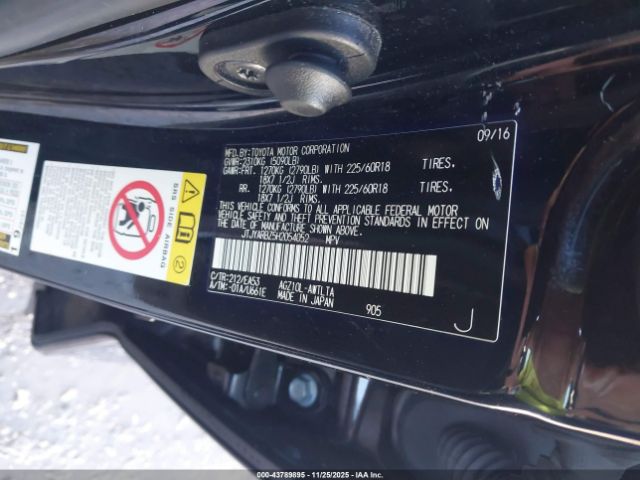 09/16
MFD.BY:TOYOTA MOTOR CORPORATION
GVWR:2310KG (5090LB)
GAWR:FRT. 1270KG (2790LB) WITH 225/60R18 TIRES.
18X7 1/2J RIMS.
RR. 1270KG (2790LB) WITH 225/60R18 TIRES.
18X7 1/2J RIMS.
THIS VEHICLE CONFORMS TO ALL APPLICABLE FEDERAL MOTOR
VEHICLE SAFETY AND THEFT PREVENTION STANDARDS IN EFFECT ON
THE DATE OF MANUFACTURE SHOWN ABOVE.
JTJYARBZ5H2054052 MPV
C/TR:212/EA53 AGZ10L-AWTLTA
A/TM:-01A/U661E MADE IN JAPAN 905
J
SRS SIDE AIRBAG
2
IAAI: 000-43789895 11/25/2025 © IAA, Inc.